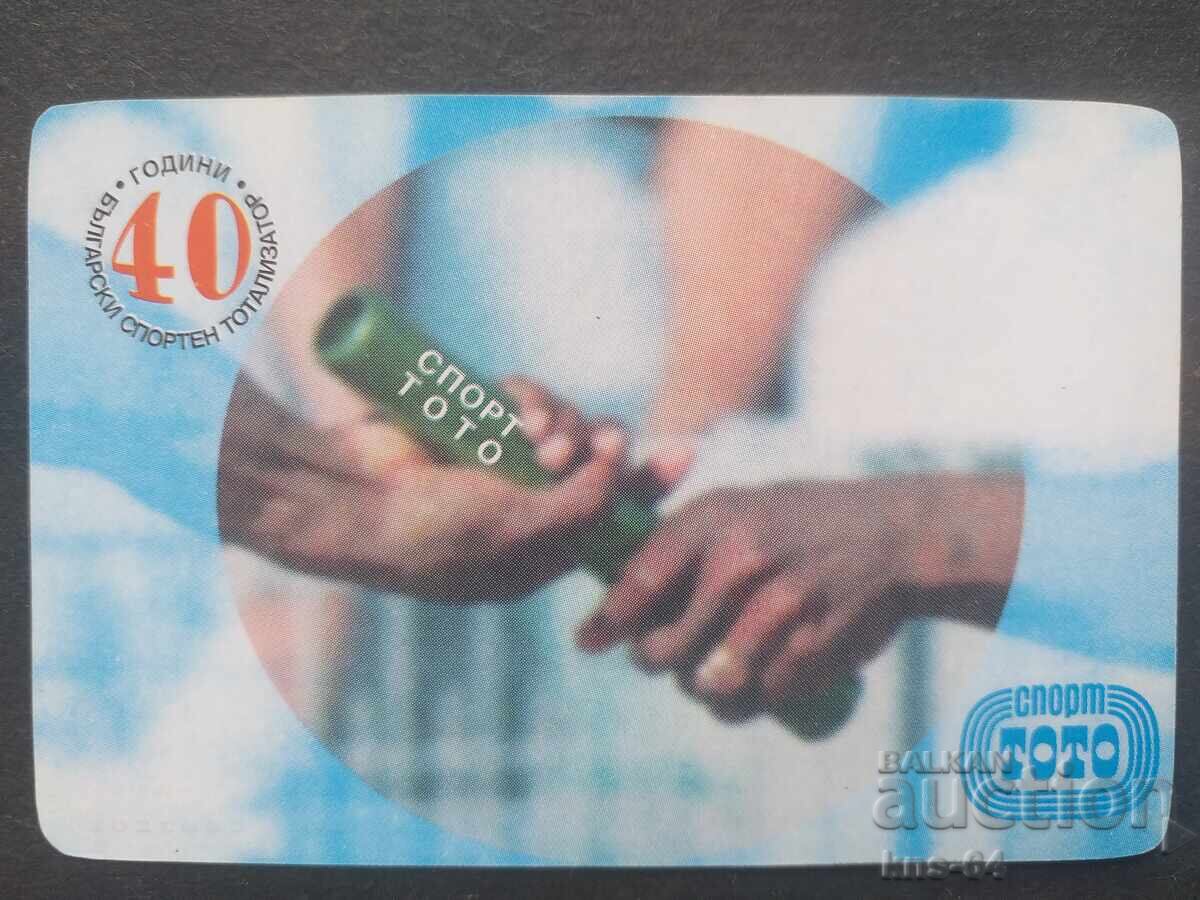 • ГОДИНИ •
40
БЪЛГАРСКИ СПОРТЕН ТОТАЛИЗАТОР
СПОРТ
ТОТО
спорт
ТОТО
BALKAN
auction
kns-64